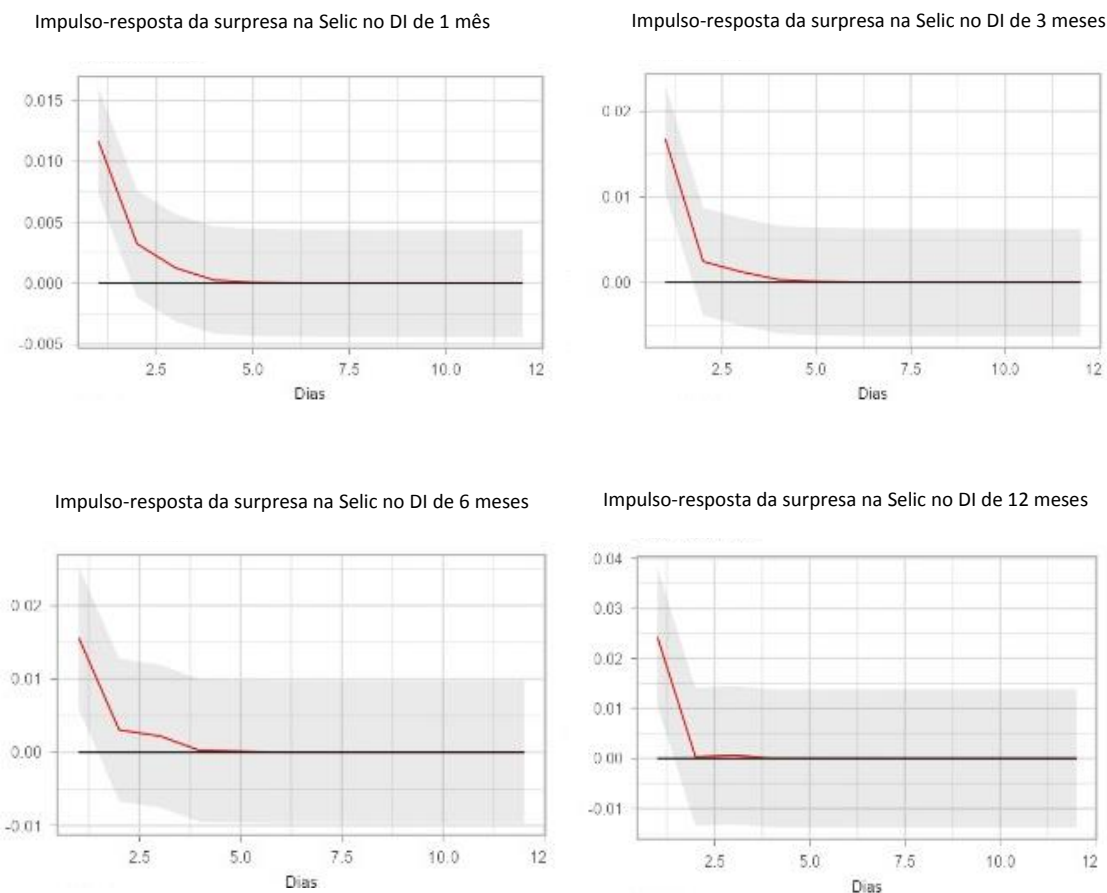 Impulso-resposta da surpresa na Selic no DI de 1 mês
0.015
0.010
0.005
0.000
-0.005
2.5 5.0 7.5 10.0 12
Dias
Impulso-resposta da surpresa na Selic no DI de 3 meses
0.02
0.01
0.00
2.5 5.0 7.5 10.0 12
Dias
Impulso-resposta da surpresa na Selic no DI de 6 meses
0.02
0.01
0.00
-0.01
2.5 5.0 7.5 10.0 12
Dias
Impulso-resposta da surpresa na Selic no DI de 12 meses
0.04
0.03
0.02
0.01
0.00
-0.01
2.5 5.0 7.5 10.0 12
Dias